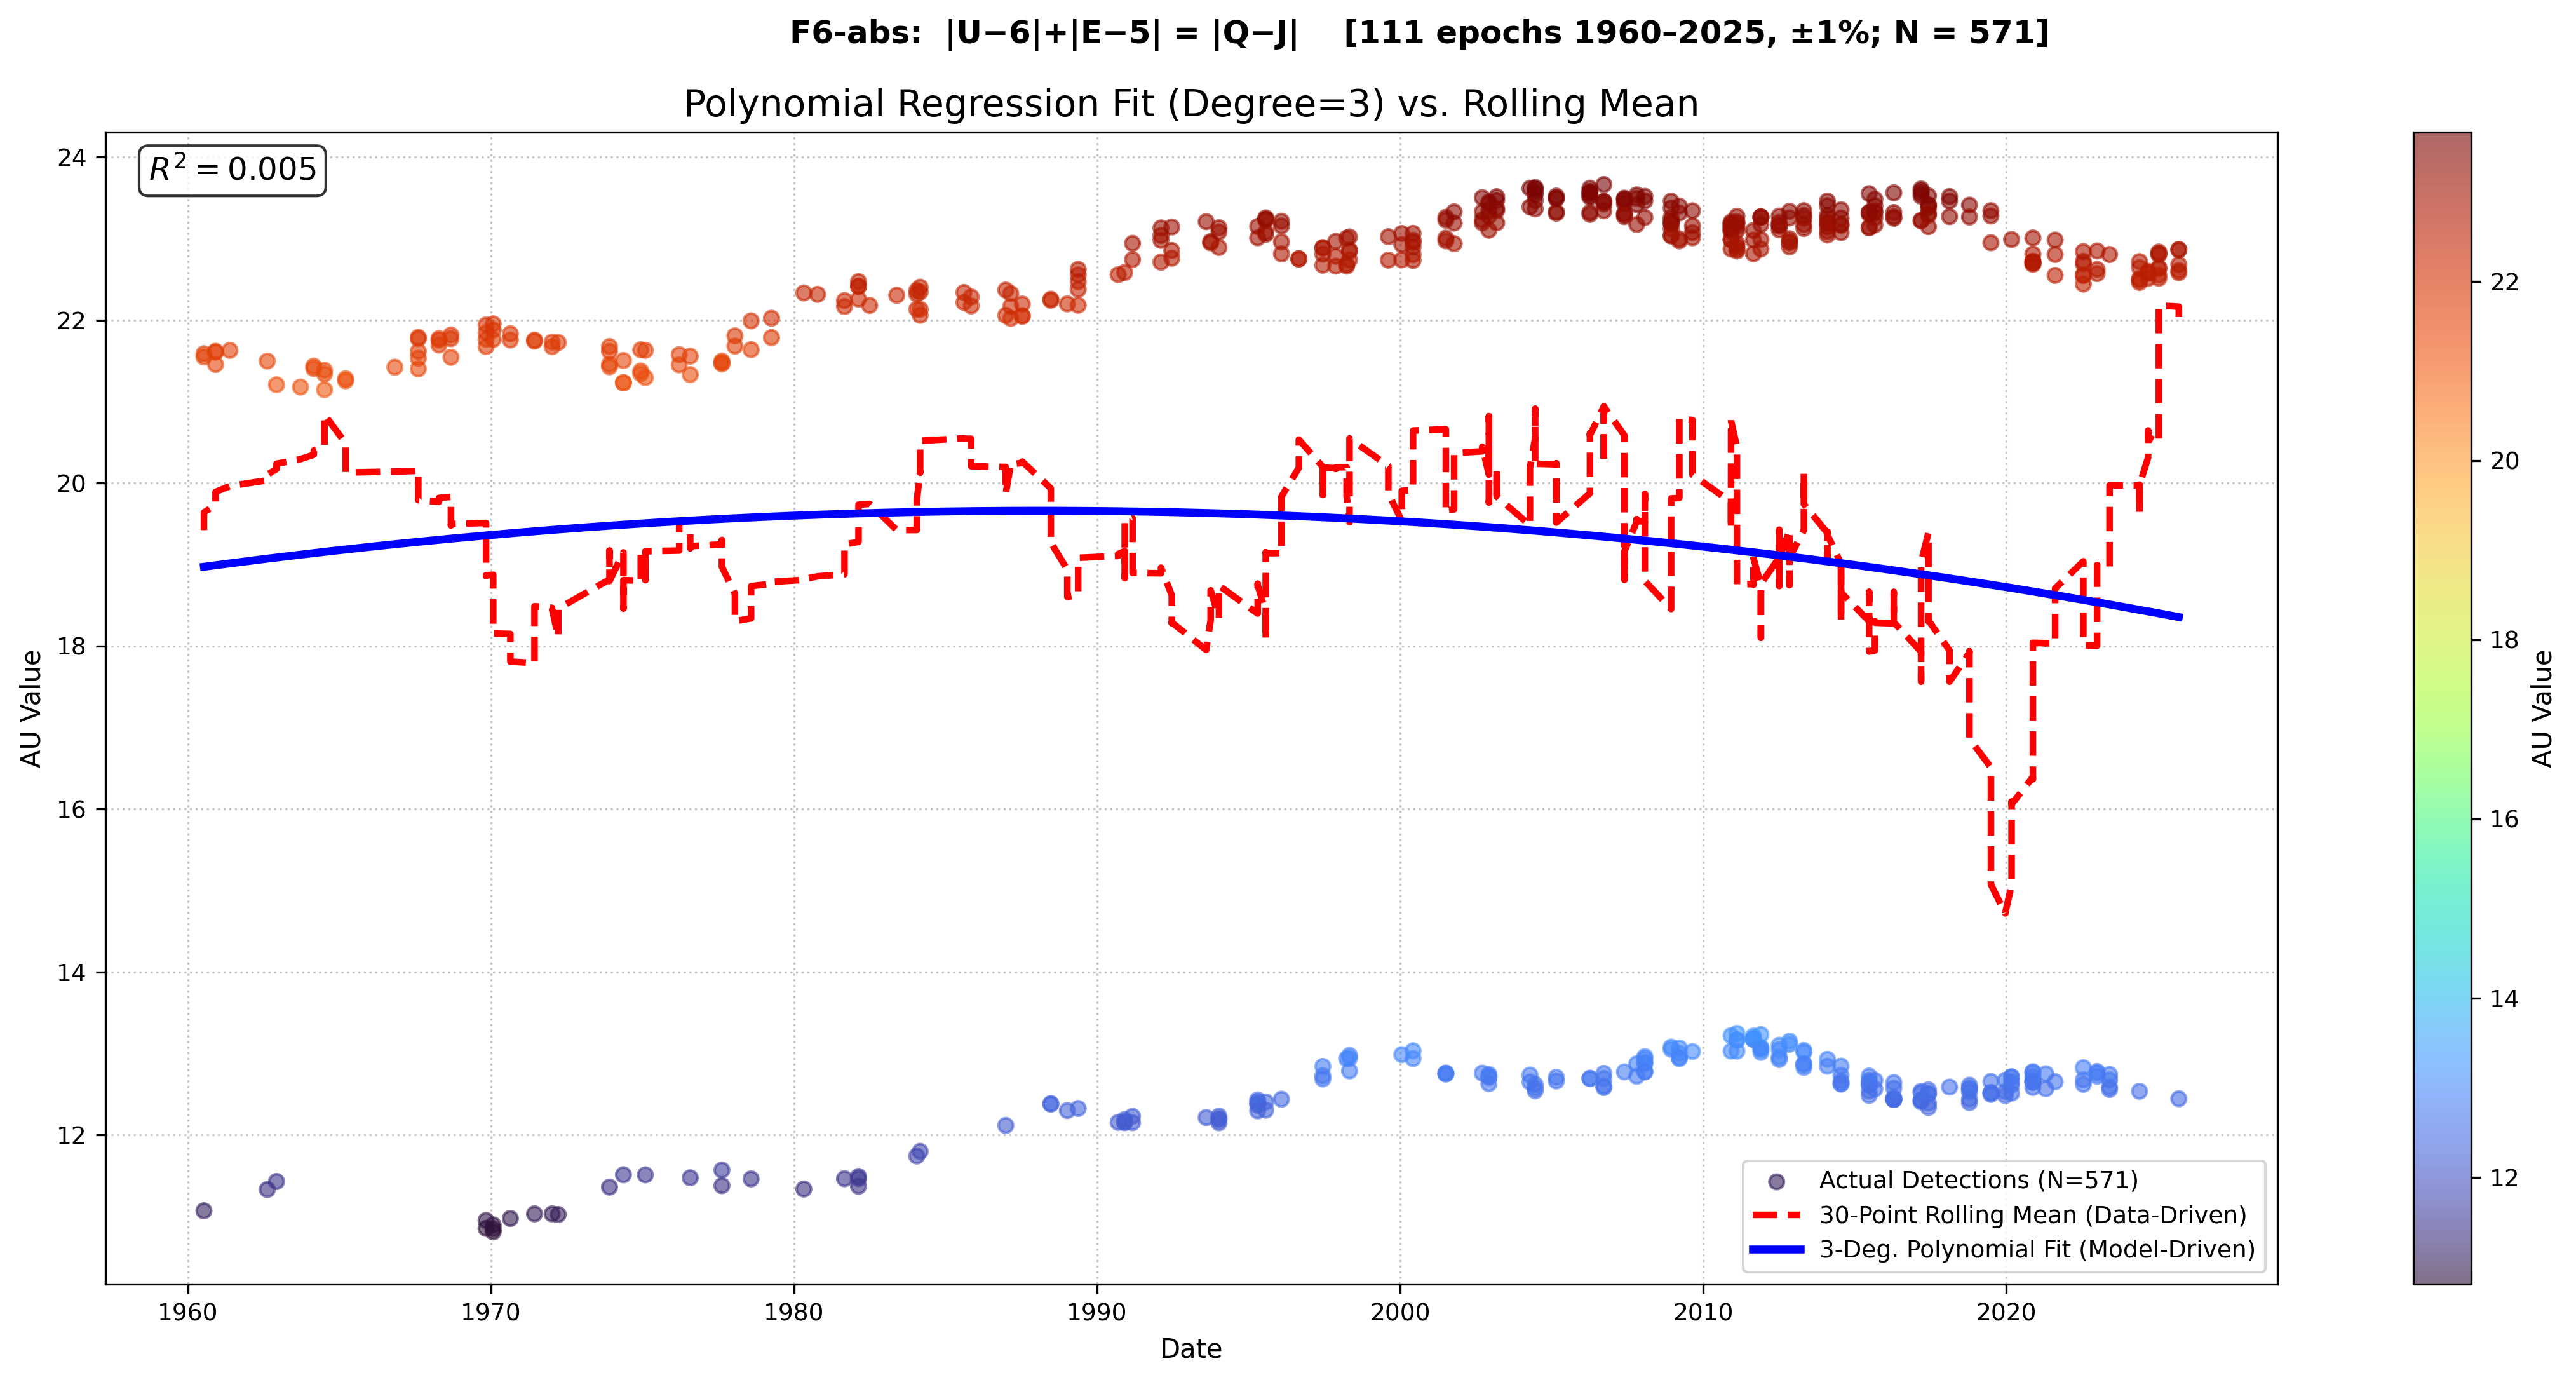 F6-abs:  |U−6|+|E−5| = |Q−J|    [111 epochs 1960–2025, ±1%; N = 571]
Polynomial Regression Fit (Degree=3) vs. Rolling Mean
R² = 0.005
AU Value
24
22
20
18
16
14
12
1960 1970 1980 1990 2000 2010 2020
Date
Actual Detections (N=571)
30-Point Rolling Mean (Data-Driven)
3-Deg. Polynomial Fit (Model-Driven)
22
20
18
16
14
12
AU Value